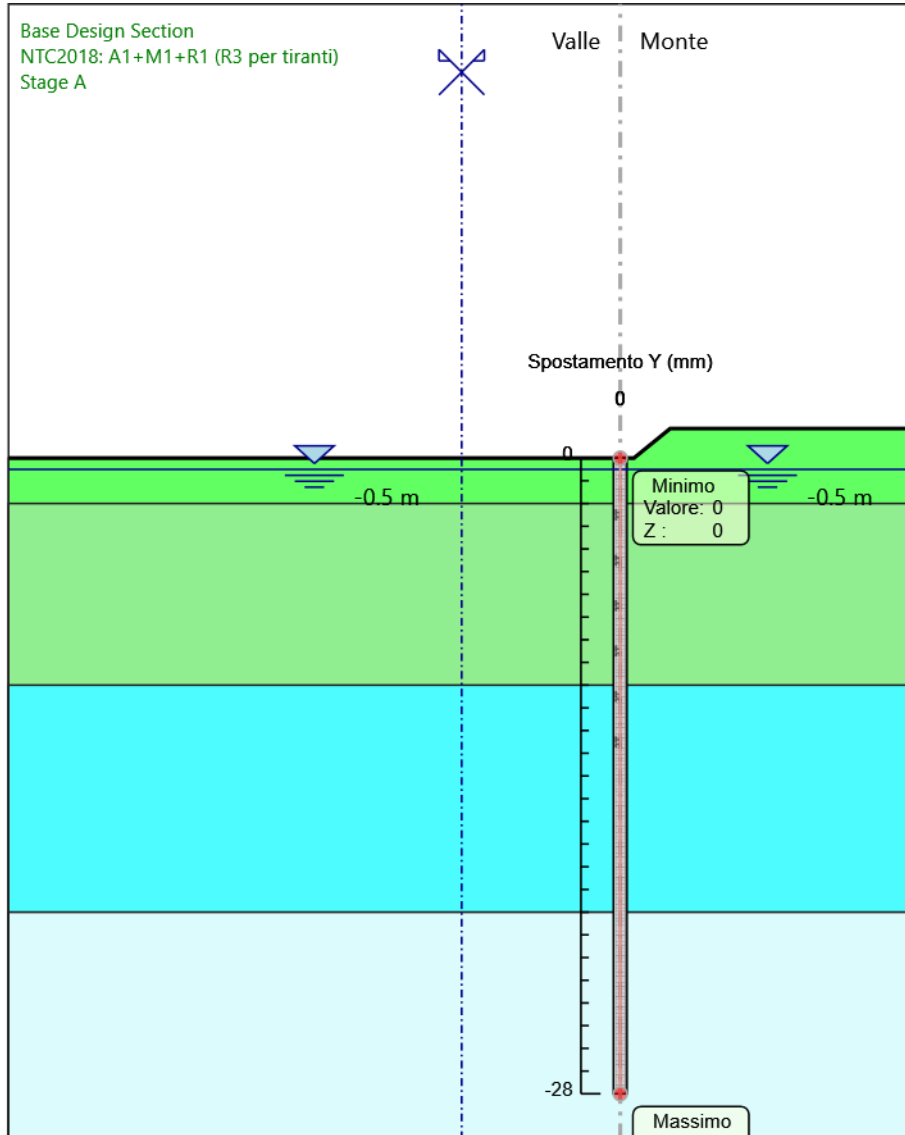 Base Design Section
NTC2018: A1+M1+R1 (R3 per tiranti)
Stage A
Valle
Monte
Spostamento Y (mm)
0
0
-0.5 m
Minimo
Valore: 0
Z : 0
-0.5 m
-28
Massimo